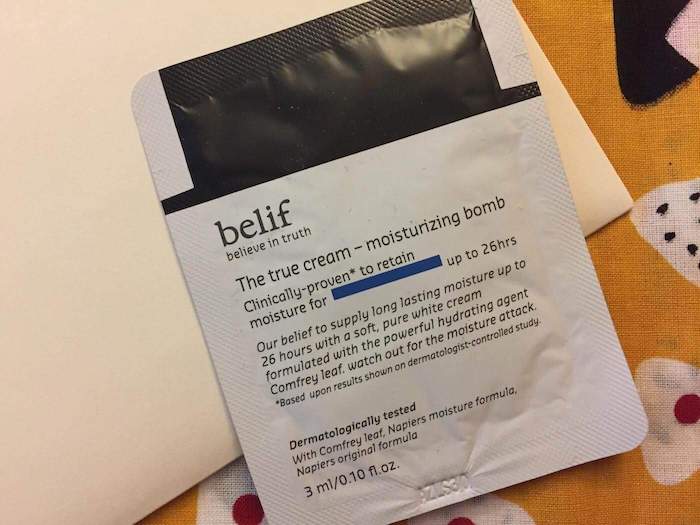 belif
believe in truth
The true cream – moisturizing bomb
Clinically-proven* to retain
moisture for up to 26hrs
Our belief to supply long lasting moisture up to
26 hours with a soft, pure white cream
formulated with the powerful hydrating agent
Comfrey leaf. watch out for the moisture attack.
*Based upon results shown on dermatologist-controlled study.
Dermatologically tested
With Comfrey leaf, Napiers moisture formula,
Napiers original formula
3 ml/0.10 fl.oz.